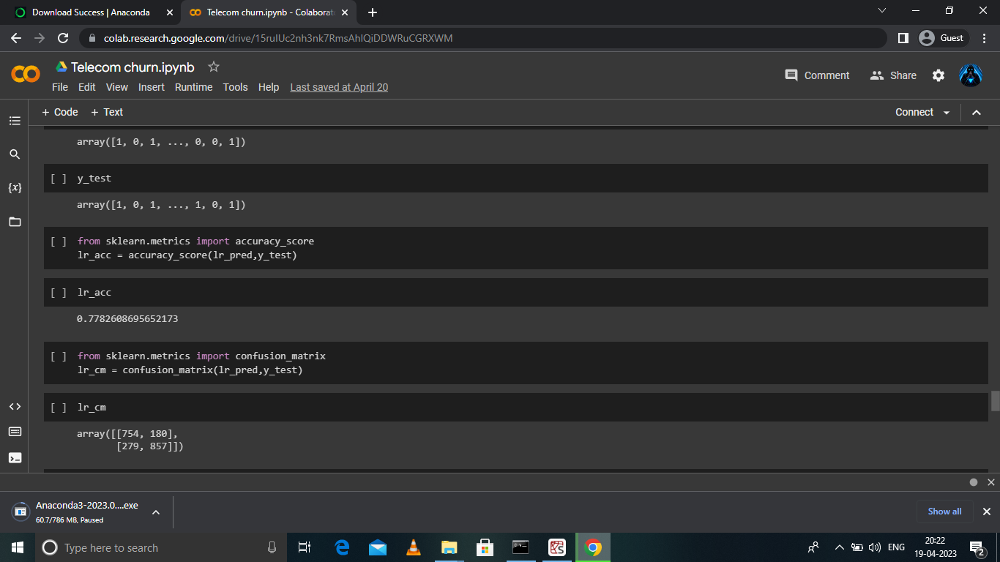 Download Success | Anaconda
Telecom churn.ipynb - Colaborat
colab.research.google.com/drive/15rulUc2nh3nk7RmsAhlQiDDWRuCGRXWM
Guest
Telecom churn.ipynb
Comment
Share
File Edit View Insert Runtime Tools Help Last saved at April 20
+ Code + Text
Connect
array([1, 0, 1, ..., 0, 0, 1])
[ ] y_test
array([1, 0, 1, ..., 1, 0, 1])
[ ] from sklearn.metrics import accuracy_score
lr_acc = accuracy_score(lr_pred,y_test)
[ ] lr_acc
0.7782608695652173
[ ] from sklearn.metrics import confusion_matrix
lr_cm = confusion_matrix(lr_pred,y_test)
[ ] lr_cm
array([[754, 180],
[279, 857]])
{x}
Anaconda3-2023.0....exe
60.7/786 MB, Paused
Show all
Type here to search
ENG
20:22
19-04-2023
2